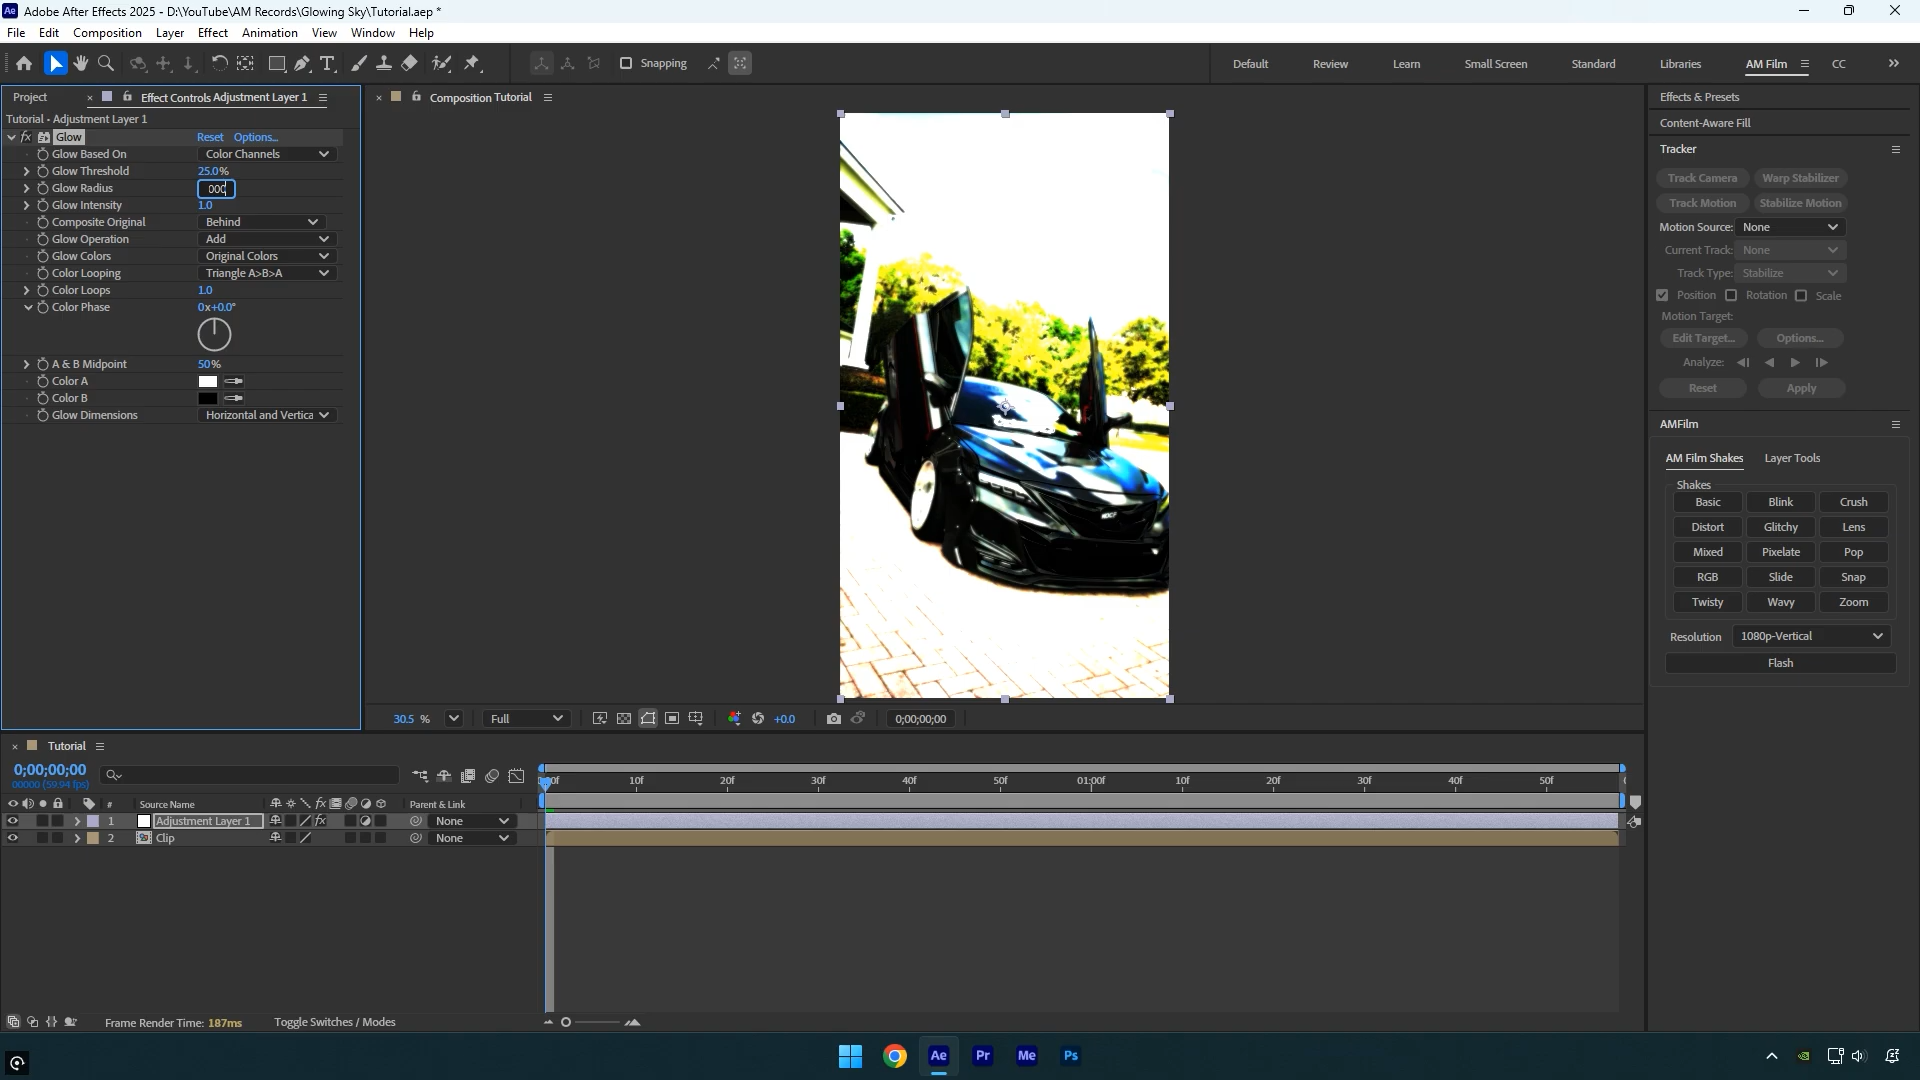 Adobe After Effects 2025 - D:\YouTube\AM Records\Glowing Sky\Tutorial.aep *
File Edit Composition Layer Effect Animation View Window Help
Snapping Default Review Learn Small Screen Standard Libraries AM Film CC
Project
Effect Controls Adjustment Layer 1
Tutorial • Adjustment Layer 1
fx Glow Reset Options...
Glow Based On Color Channels
Glow Threshold 25.0%
Glow Radius 000
Glow Intensity 1.0
Composite Original Behind
Glow Operation Add
Glow Colors Original Colors
Color Looping Triangle A>B>A
Color Loops 1.0
Color Phase 0x+0.0°
A & B Midpoint 50%
Color A
Color B
Glow Dimensions Horizontal and Vertica
Composition Tutorial
30.5 % Full +0.0 0;00;00;00
Effects & Presets
Content-Aware Fill
Tracker
Track Camera Warp Stabilizer
Track Motion Stabilize Motion
Motion Source: None
Current Track: None
Track Type: Stabilize
Position Rotation Scale
Motion Target:
Edit Target... Options...
Analyze:
Reset Apply
AMFilm
AM Film Shakes Layer Tools
Shakes
Basic Blink Crush
Distort Glitchy Lens
Mixed Pixelate Pop
RGB Slide Snap
Twisty Wavy Zoom
Resolution 1080p-Vertical
Flash
Tutorial
0;00;00;00
00000 (59.94 fps)
# Source Name fx Parent & Link
1 Adjustment Layer 1 fx None
2 Clip None
10f 20f 30f 40f 50f 01:00f 10f 20f 30f 40f 50f
Frame Render Time: 187ms Toggle Switches / Modes
Ae Pr Me Ps